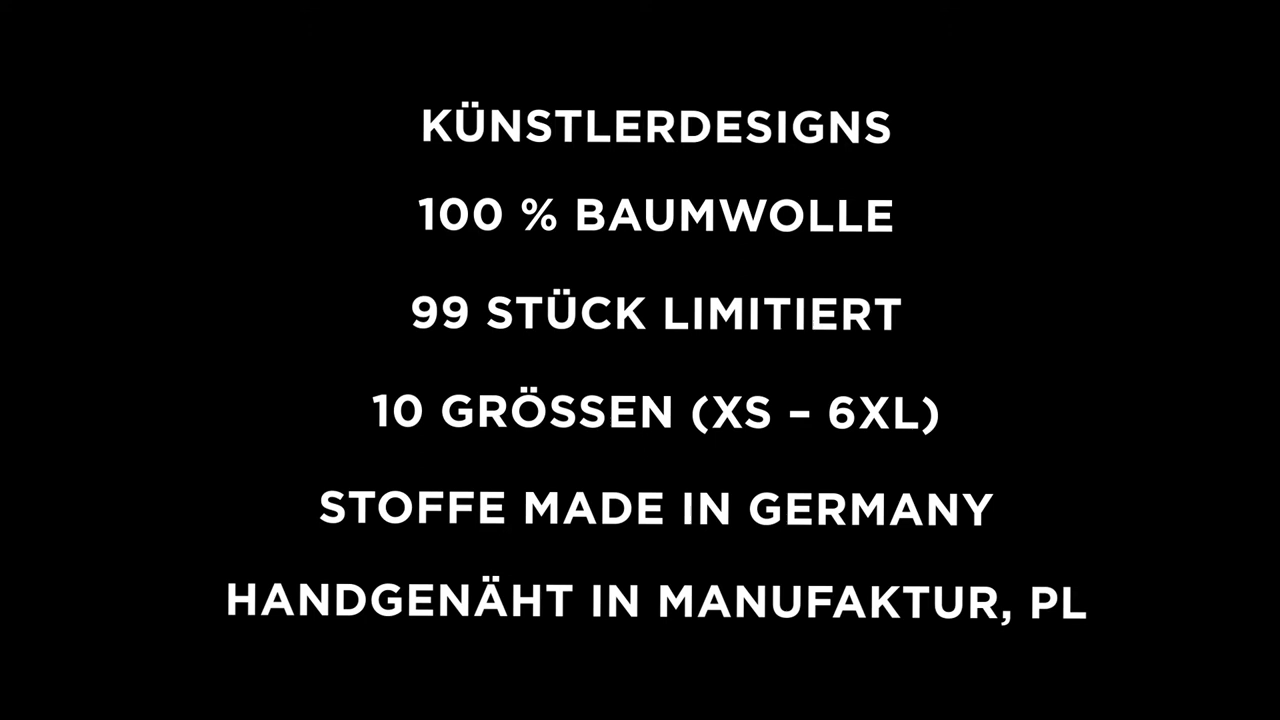 KÜNSTLERDESIGNS
100 % BAUMWOLLE
99 STÜCK LIMITIERT
10 GRÖSSEN (XS – 6XL)
STOFFE MADE IN GERMANY
HANDGENÄHT IN MANUFAKTUR, PL